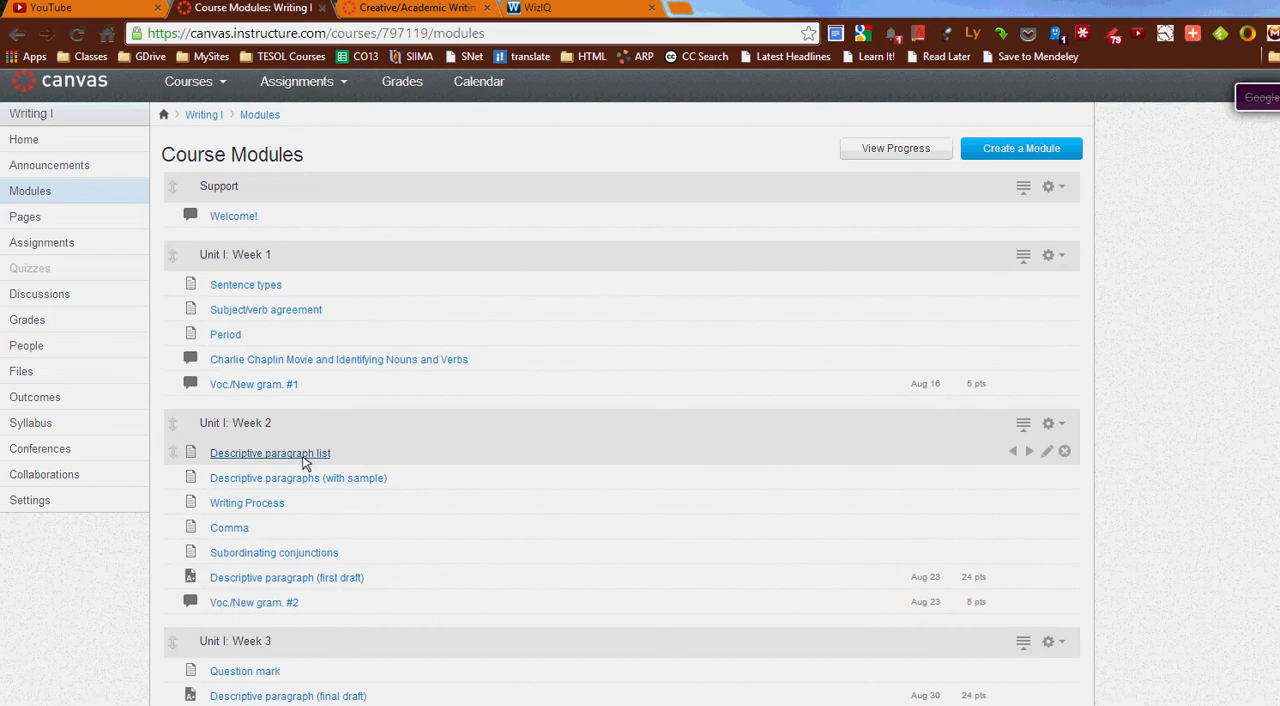 YouTube × Course Modules: Writing I × Creative/Academic Writin × WizIQ ×
https://canvas.instructure.com/courses/797119/modules Ly 79
Apps Classes GDrive MySites TESOL Courses CO13 SIIMA SNet translate HTML ARP CC Search Latest Headlines Learn It! Read Later Save to Mendeley
canvas Courses Assignments Grades Calendar
Google
Writing I
Home
Announcements
Modules
Pages
Assignments
Quizzes
Discussions
Grades
People
Files
Outcomes
Syllabus
Conferences
Collaborations
Settings
Writing I Modules
Course Modules View Progress Create a Module
Support
Welcome!
Unit I: Week 1
Sentence types
Subject/verb agreement
Period
Charlie Chaplin Movie and Identifying Nouns and Verbs
Voc./New gram. #1 Aug 16 5 pts
Unit I: Week 2
Descriptive paragraph list
Descriptive paragraphs (with sample)
Writing Process
Comma
Subordinating conjunctions
Descriptive paragraph (first draft) Aug 23 24 pts
Voc./New gram. #2 Aug 23 5 pts
Unit I: Week 3
Question mark
Descriptive paragraph (final draft) Aug 30 24 pts